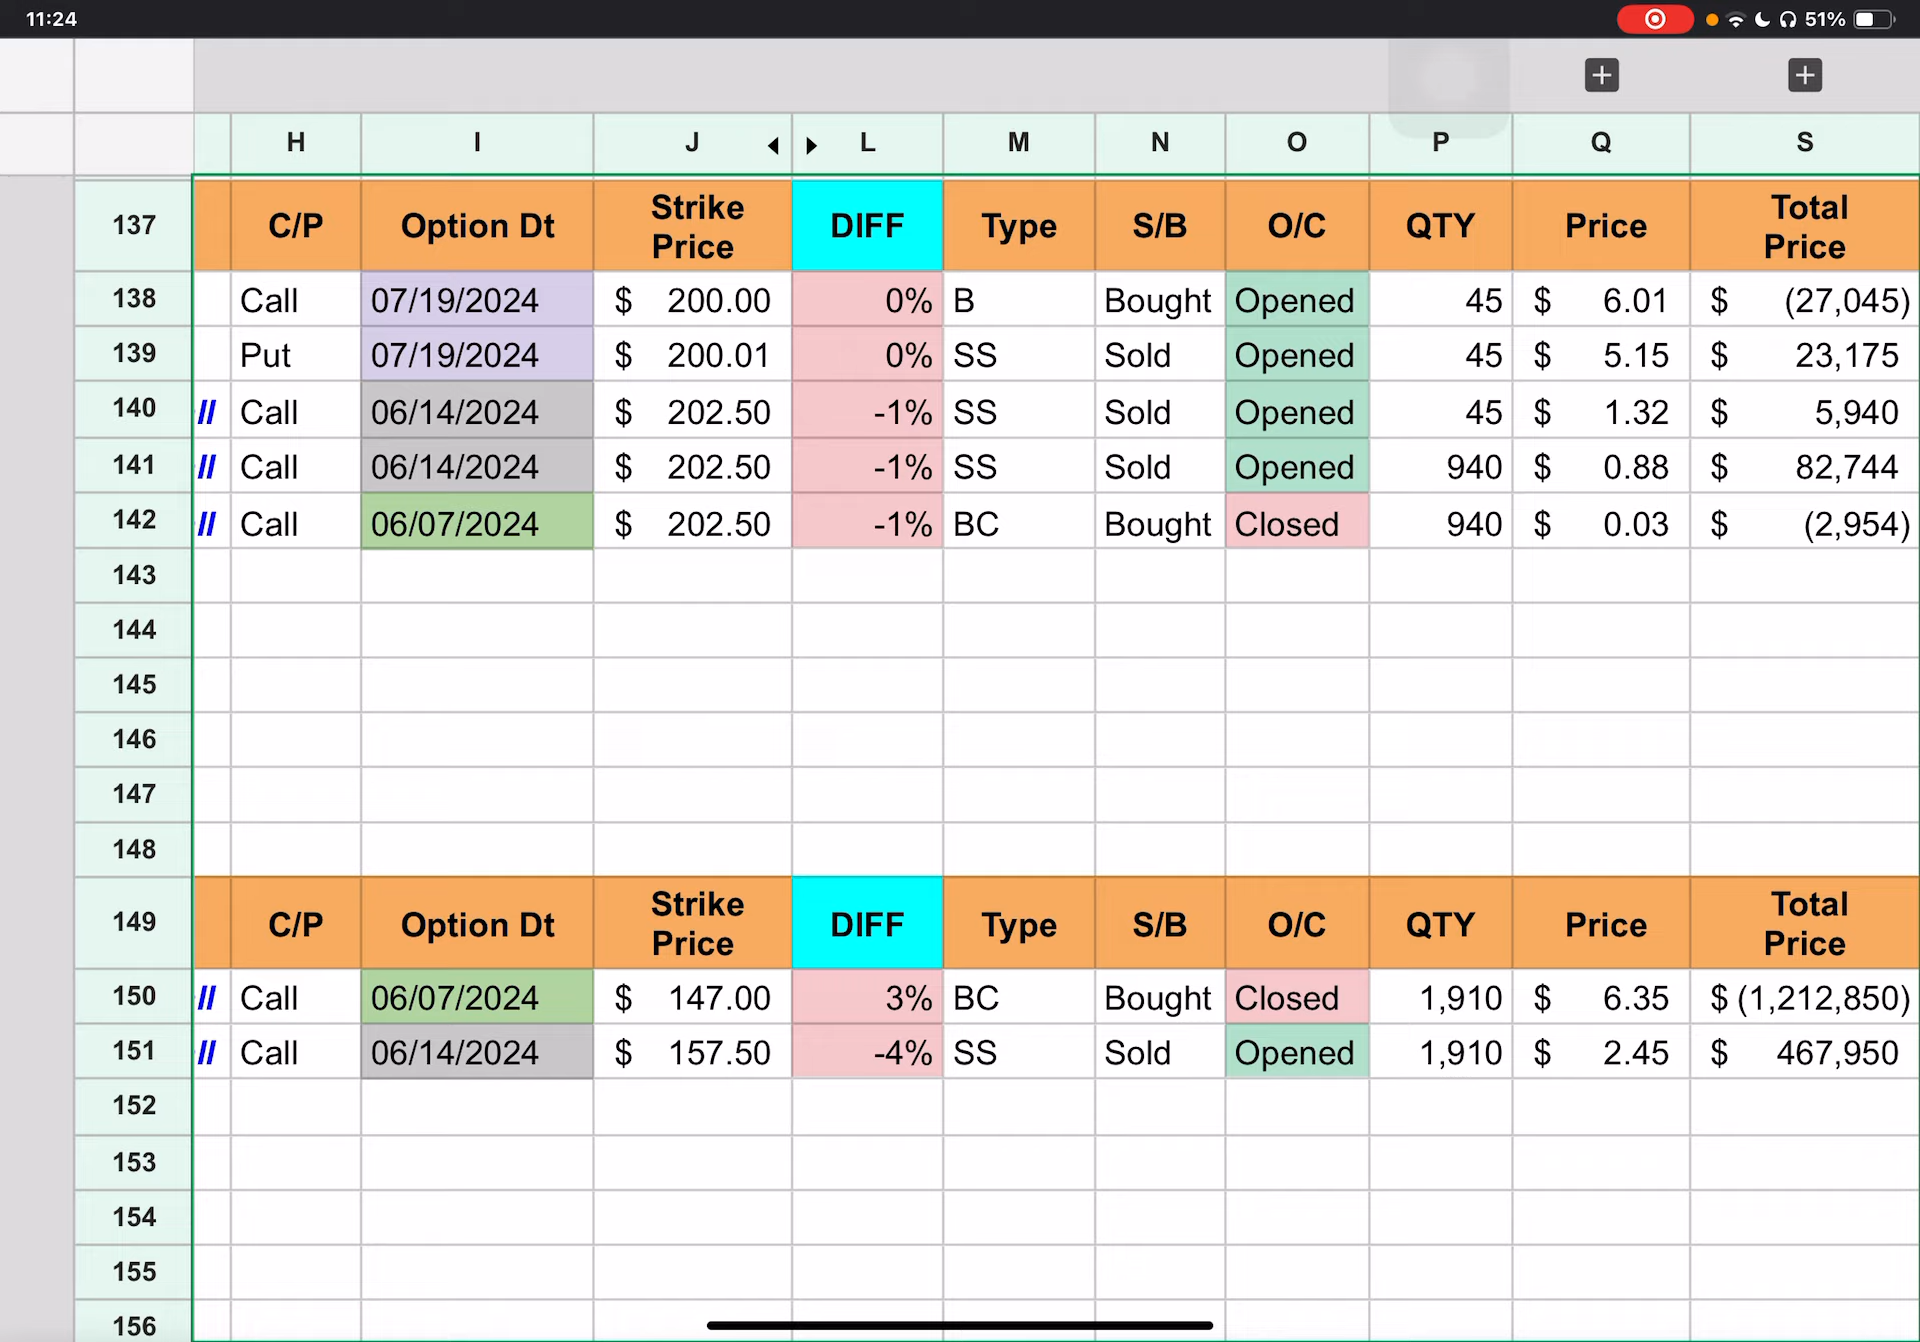 11:24
51%
H I J L M N O P Q S
137 C/P Option Dt Strike Price DIFF Type S/B O/C QTY Price Total Price
138 Call 07/19/2024 $ 200.00 0% B Bought Opened 45 $ 6.01 $ (27,045)
139 Put 07/19/2024 $ 200.01 0% SS Sold Opened 45 $ 5.15 $ 23,175
140 // Call 06/14/2024 $ 202.50 -1% SS Sold Opened 45 $ 1.32 $ 5,940
141 // Call 06/14/2024 $ 202.50 -1% SS Sold Opened 940 $ 0.88 $ 82,744
142 // Call 06/07/2024 $ 202.50 -1% BC Bought Closed 940 $ 0.03 $ (2,954)
143
144
145
146
147
148
149 C/P Option Dt Strike Price DIFF Type S/B O/C QTY Price Total Price
150 // Call 06/07/2024 $ 147.00 3% BC Bought Closed 1,910 $ 6.35 $ (1,212,850)
151 // Call 06/14/2024 $ 157.50 -4% SS Sold Opened 1,910 $ 2.45 $ 467,950
152
153
154
155
156